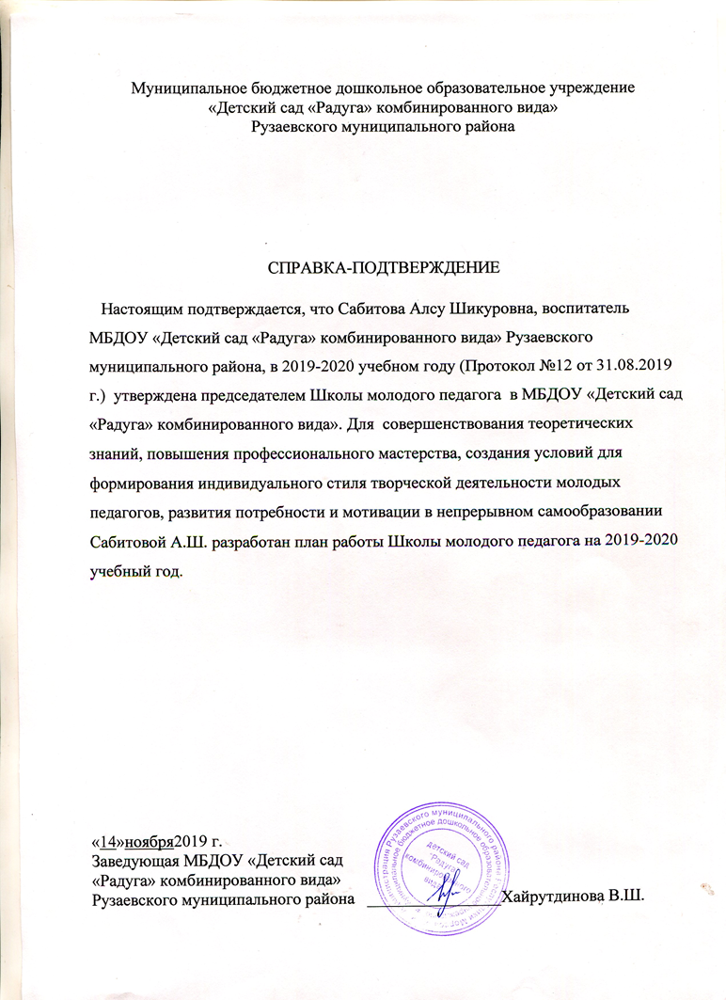 Муниципальное бюджетное дошкольное образовательное учреждение
«Детский сад «Радуга» комбинированного вида»
Рузаевского муниципального района
СПРАВКА-ПОДТВЕРЖДЕНИЕ
Настоящим подтверждается, что Сабитова Алсу Шикуровна, воспитатель
МБДОУ «Детский сад «Радуга» комбинированного вида» Рузаевского
муниципального района, в 2019-2020 учебном году (Протокол №12 от 31.08.2019
г.) утверждена председателем Школы молодого педагога в МБДОУ «Детский сад
«Радуга» комбинированного вида». Для совершенствования теоретических
знаний, повышения профессионального мастерства, создания условий для
формирования индивидуального стиля творческой деятельности молодых
педагогов, развития потребности и мотивации в непрерывном самообразовании
Сабитовой А.Ш. разработан план работы Школы молодого педагога на 2019-2020
учебный год.
«14»ноября2019 г.
Заведующая МБДОУ «Детский сад
«Радуга» комбинированного вида»
Рузаевского муниципального района Хайрутдинова В.Ш.
Администрация Рузаевского муниципального района
бюджетное дошкольное
детский сад
"Радуга"
комбинированного
вида